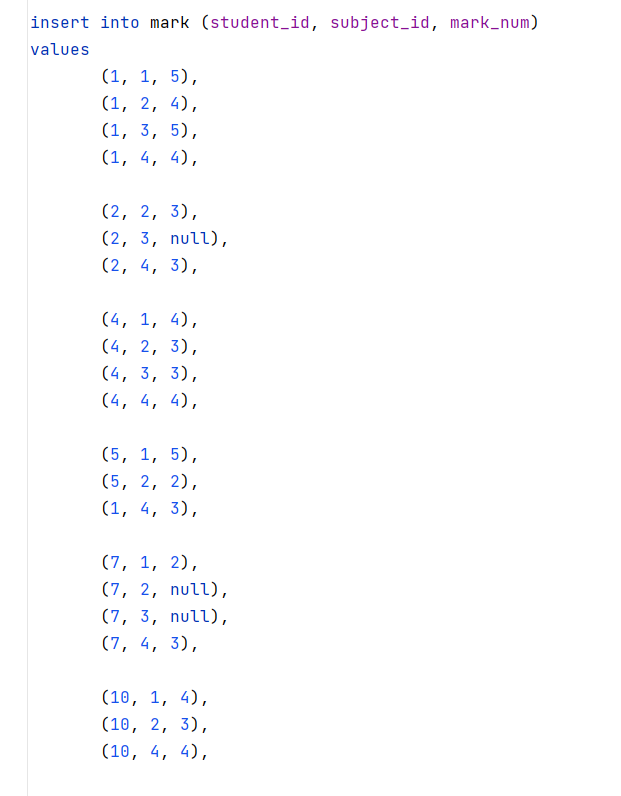 insert into mark (student_id, subject_id, mark_num)
values
(1, 1, 5),
(1, 2, 4),
(1, 3, 5),
(1, 4, 4),
(2, 2, 3),
(2, 3, null),
(2, 4, 3),
(4, 1, 4),
(4, 2, 3),
(4, 3, 3),
(4, 4, 4),
(5, 1, 5),
(5, 2, 2),
(1, 4, 3),
(7, 1, 2),
(7, 2, null),
(7, 3, null),
(7, 4, 3),
(10, 1, 4),
(10, 2, 3),
(10, 4, 4),